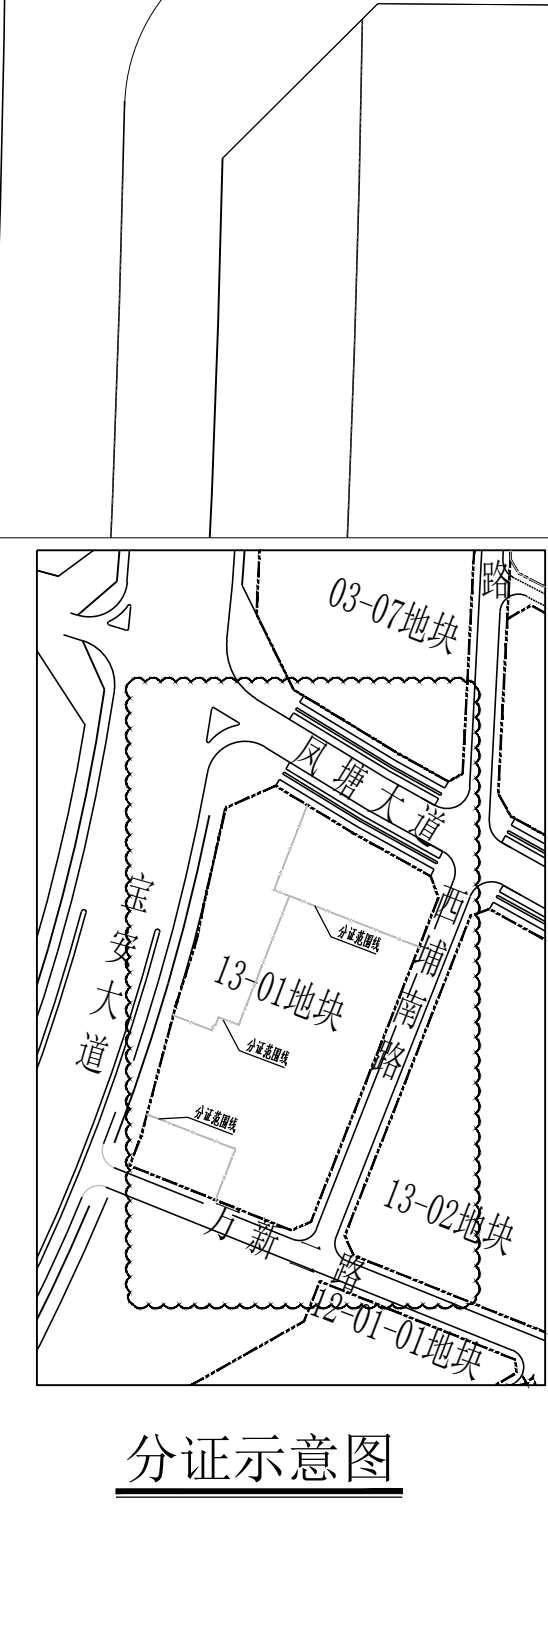 路
03-07地块
凤塘大道
宝安大道
西埔南路
分证范围线
13-01地块
分证范围线
分证范围线
13-02地块
万新一路
12-01-01地块
分证示意图